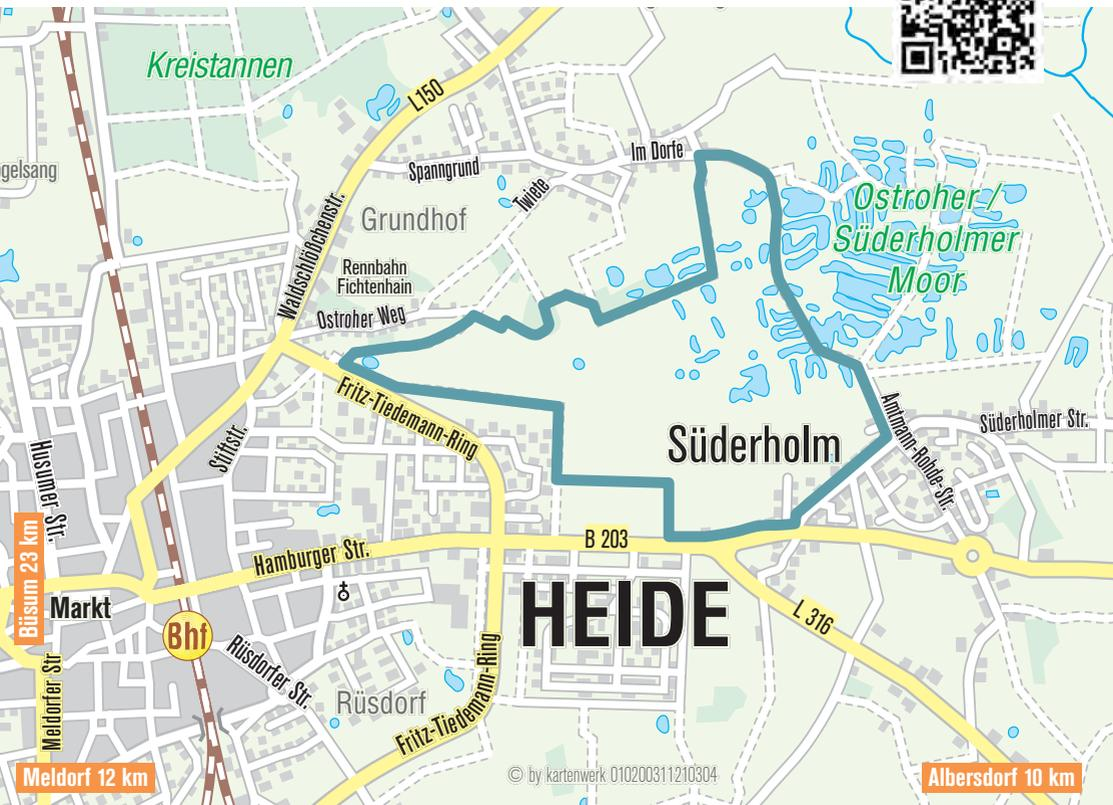 Kreistannen
L150
Im Dorfe
Spanngrund
Twiete
Ostroher /
Süderholmer
Moor
Grundhof
Waldschlößchenstr.
Rennbahn
Fichtenhain
Ostroher Weg
Fritz-Tiedemann-Ring
Stiftstr.
Husumer Str.
Süderholm
Amtmann-Rohde-Str.
Süderholmer Str.
B 203
Hamburger Str.
Büsum 23 km
Markt
HEIDE
L 316
Bhf
Rüsdorfer Str.
Meldorfer Str
Rüsdorf
Fritz-Tiedemann-Ring
Meldorf 12 km
© by kartenwerk 010200311210304
Albersdorf 10 km